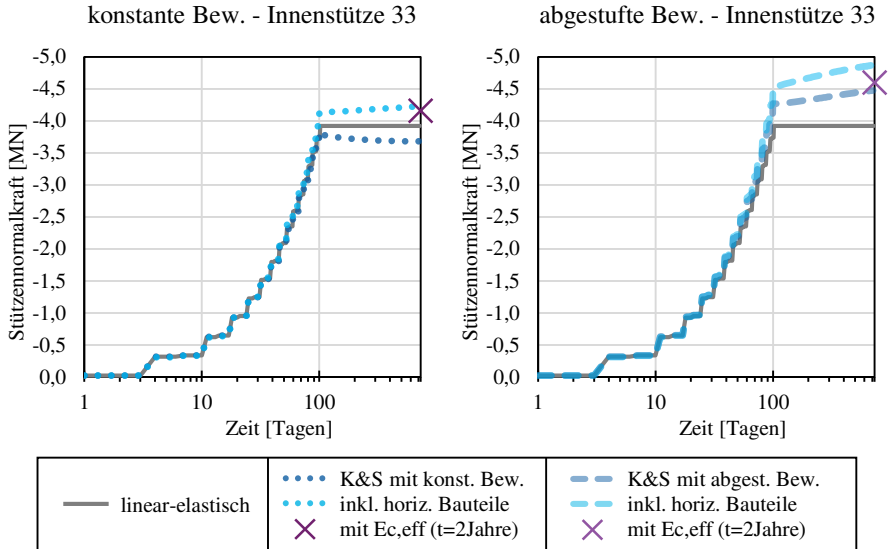 konstante Bew. - Innenstütze 33
Stützennormalkraft [MN]
-5,0
-4,5
-4,0
-3,5
-3,0
-2,5
-2,0
-1,5
-1,0
-0,5
0,0
1 10 100
Zeit [Tagen]
abgestufte Bew. - Innenstütze 33
Stützennormalkraft [MN]
-5,0
-4,5
-4,0
-3,5
-3,0
-2,5
-2,0
-1,5
-1,0
-0,5
0,0
1 10 100
Zeit [Tagen]
linear-elastisch
K&S mit konst. Bew.
inkl. horiz. Bauteile
mit Ec,eff (t=2Jahre)
K&S mit abgest. Bew.
inkl. horiz. Bauteile
mit Ec,eff (t=2Jahre)